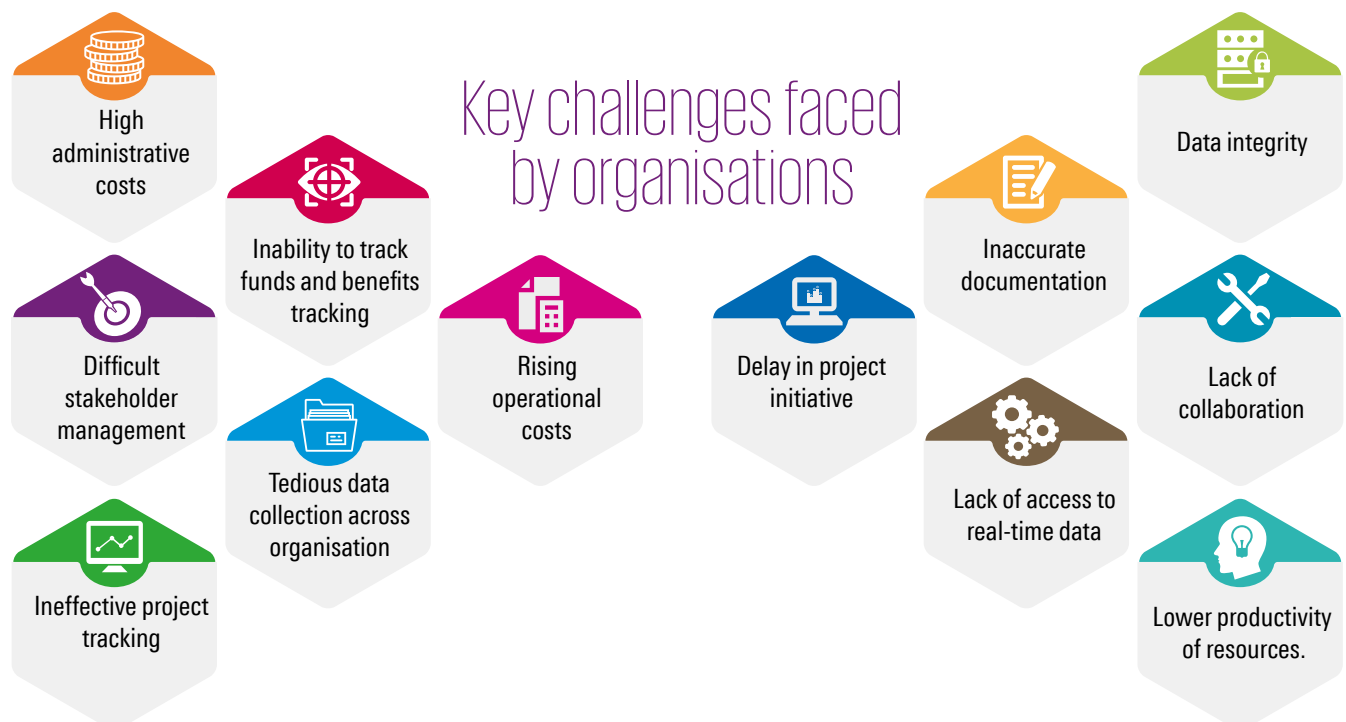 Key challenges faced
by organisations
High
administrative
costs
Difficult
stakeholder
management
Ineffective project
tracking
Inability to track
funds and benefits
tracking
Tedious data
collection across
organisation
Rising
operational
costs
Delay in project
initiative
Inaccurate
documentation
Lack of access to
real-time data
Data integrity
Lack of
collaboration
Lower productivity
of resources.